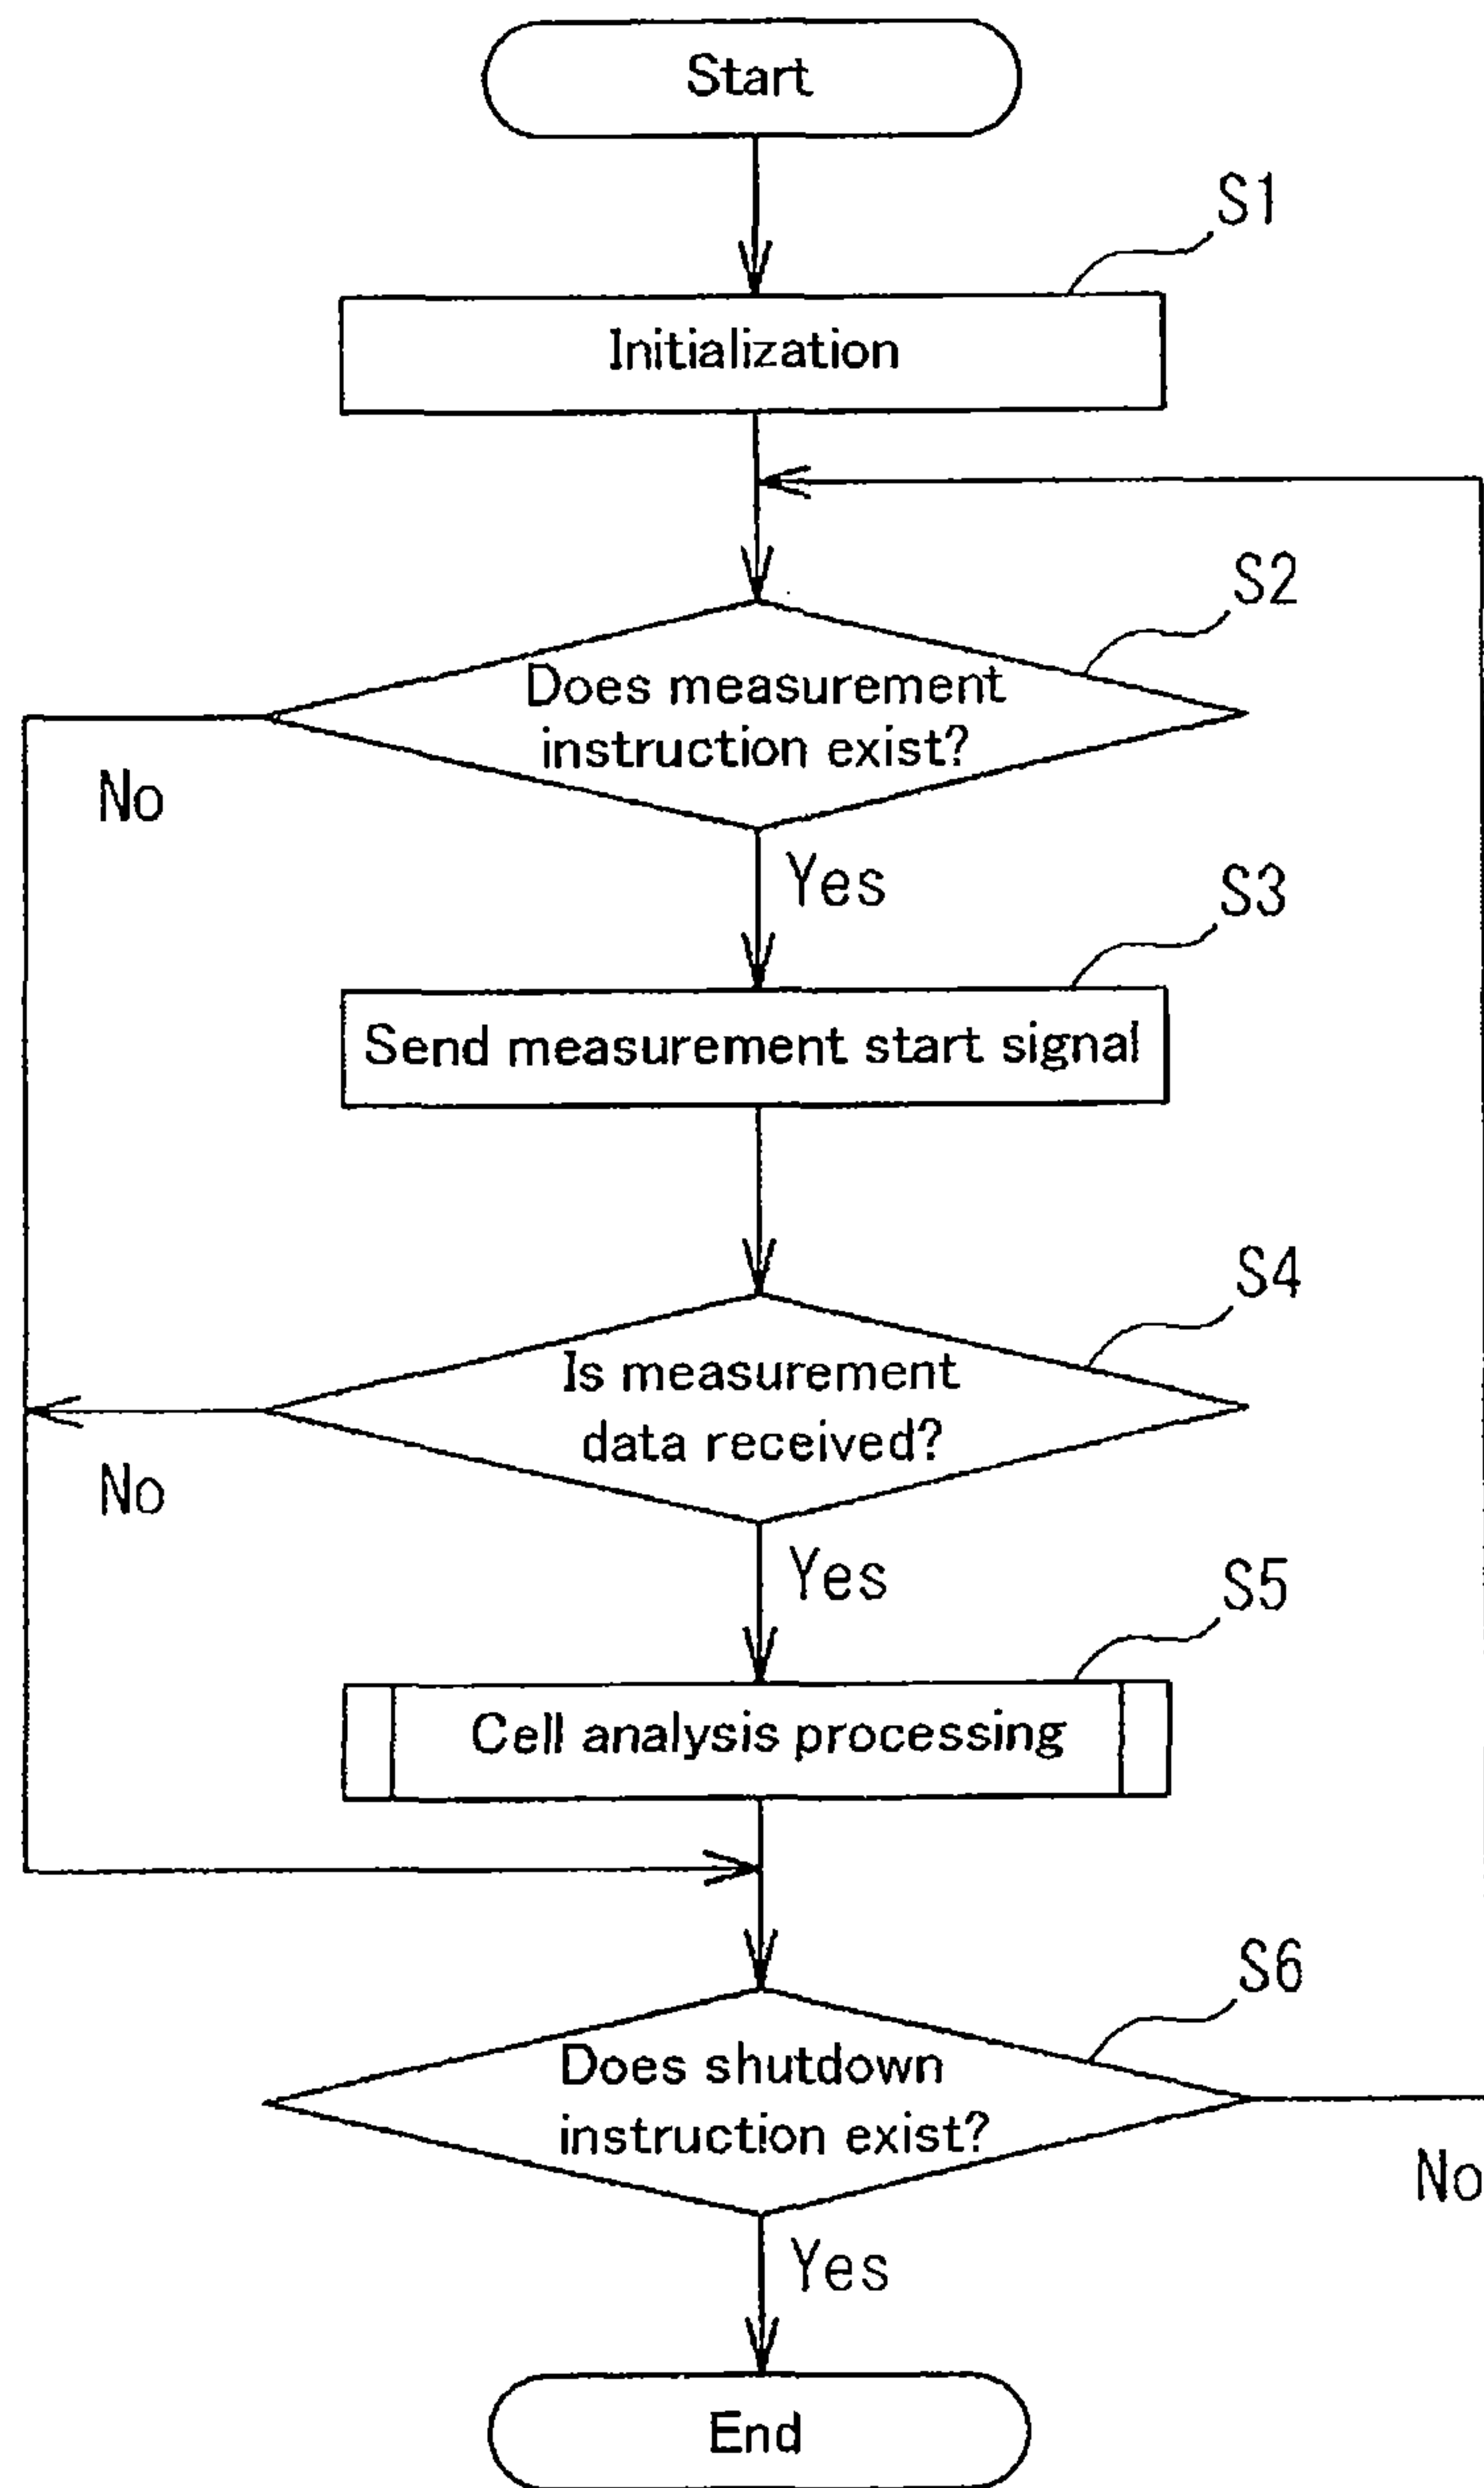 Start
S1
Initialization
S2
Does measurement
instruction exist?
No
Yes
S3
Send measurement start signal
S4
Is measurement
data received?
No
Yes
S5
Cell analysis processing
S6
Does shutdown
instruction exist?
No
Yes
End